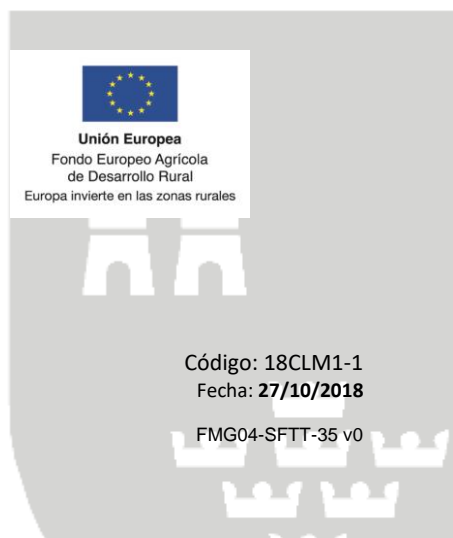 Unión Europea
Fondo Europeo Agrícola
de Desarrollo Rural
Europa invierte en las zonas rurales
Código: 18CLM1-1
Fecha: 27/10/2018
FMG04-SFTT-35 v0